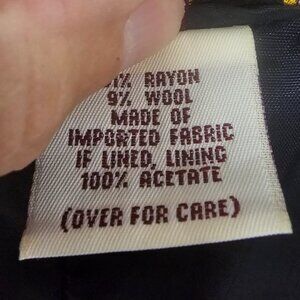 RAYON
9% WOOL
MADE OF
IMPORTED FABRIC
IF LINED, LINING
100% ACETATE
(OVER FOR CARE)